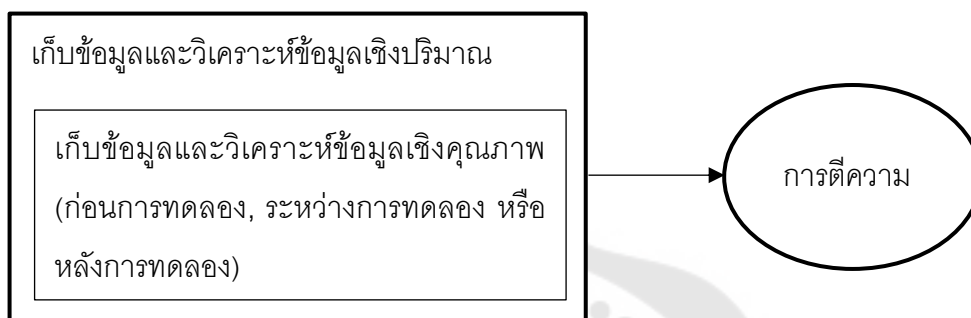 เก็บข้อมูลและวิเคราะห์ข้อมูลเชิงปริมาณ
เก็บข้อมูลและวิเคราะห์ข้อมูลเชิงคุณภาพ
(ก่อนการทดลอง, ระหว่างการทดลอง หรือ
หลังการทดลอง)
การตีความ